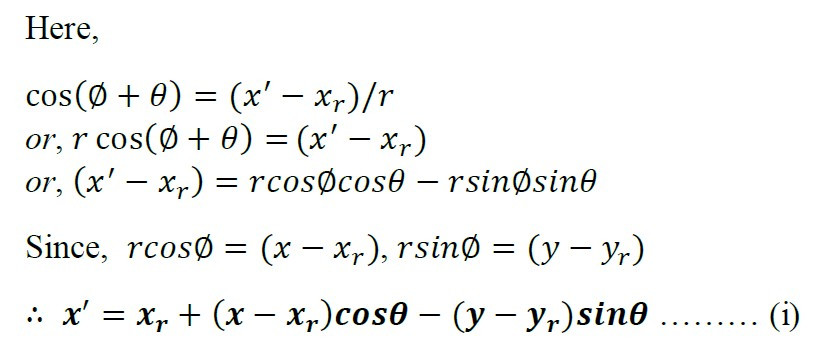 Here,
cos(∅ + θ) = (x′ − xᵣ)/r
or, r cos(∅ + θ) = (x′ − xᵣ)
or, (x′ − xᵣ) = rcos∅cosθ − rsin∅sinθ
Since, rcos∅ = (x − xᵣ), rsin∅ = (y − yᵣ)
∴ x′ = xᵣ + (x − xᵣ)cosθ − (y − yᵣ)sinθ ……… (i)